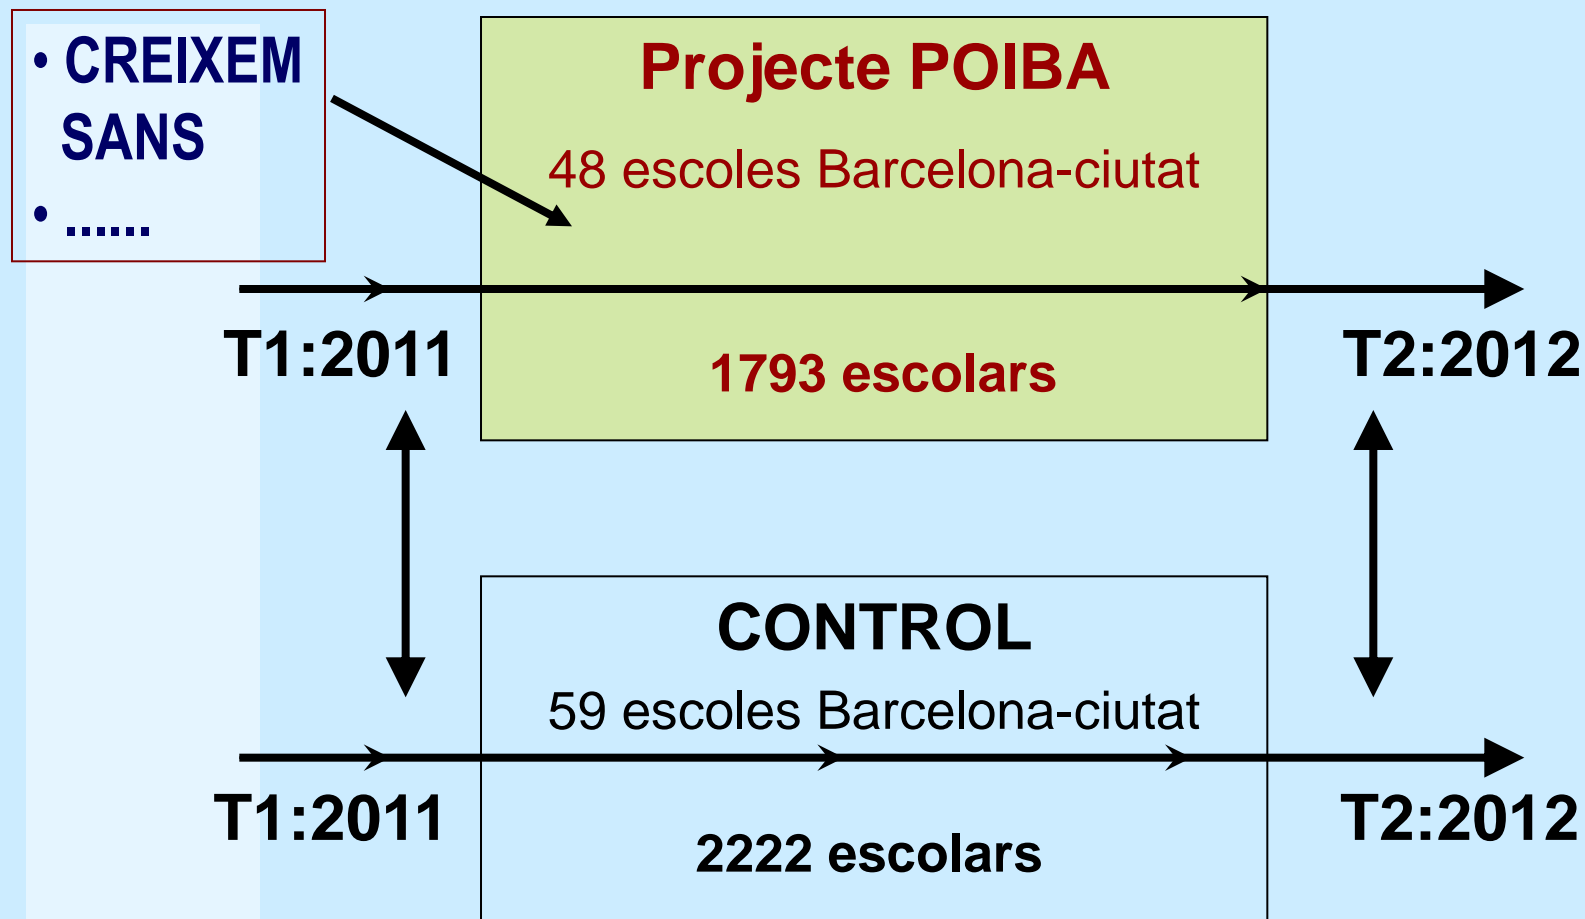 • CREIXEM
SANS
• ......
Projecte POIBA
48 escoles Barcelona-ciutat
T1:2011
1793 escolars
T2:2012
CONTROL
59 escoles Barcelona-ciutat
T1:2011
2222 escolars
T2:2012